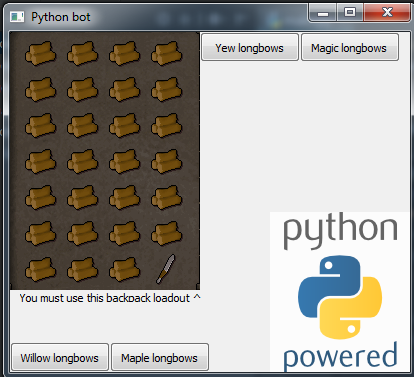 Python bot
Yew longbows
Magic longbows
python
powered
You must use this backpack loadout ^
Willow longbows
Maple longbows